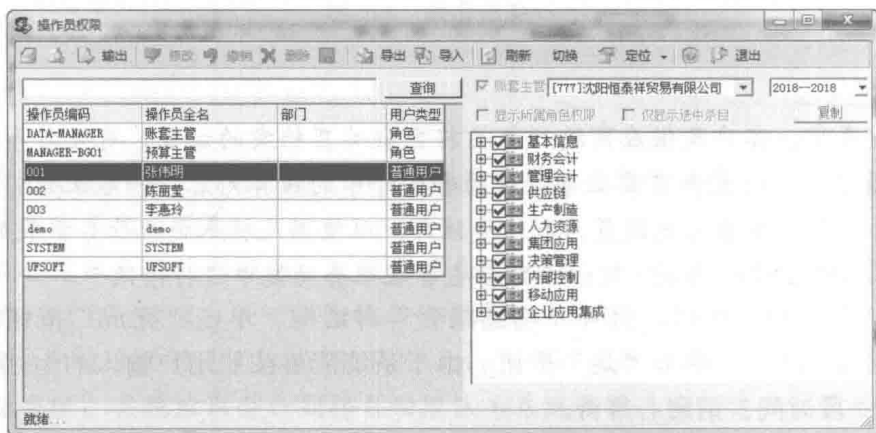 操作员权限
输出 修改 撤销 删除 导出 导入 刷新 切换 定位 退出
查询 账套主管 [777]沈阳恒泰祥贸易有限公司 2018--2018
显示所属角色权限 仅显示选中条目 复制
操作员编码 操作员全名 部门 用户类型
DATA-MANAGER 账套主管 角色
MANAGER-BG01 预算主管 角色
001 张伟明 普通用户
002 陈丽莹 普通用户
003 李惠玲 普通用户
demo demo 普通用户
SYSTEM SYSTEM 普通用户
UFSOFT UFSOFT 普通用户
基本信息
财务会计
管理会计
供应链
生产制造
人力资源
集团应用
决策管理
内部控制
移动应用
企业应用集成
就绪...